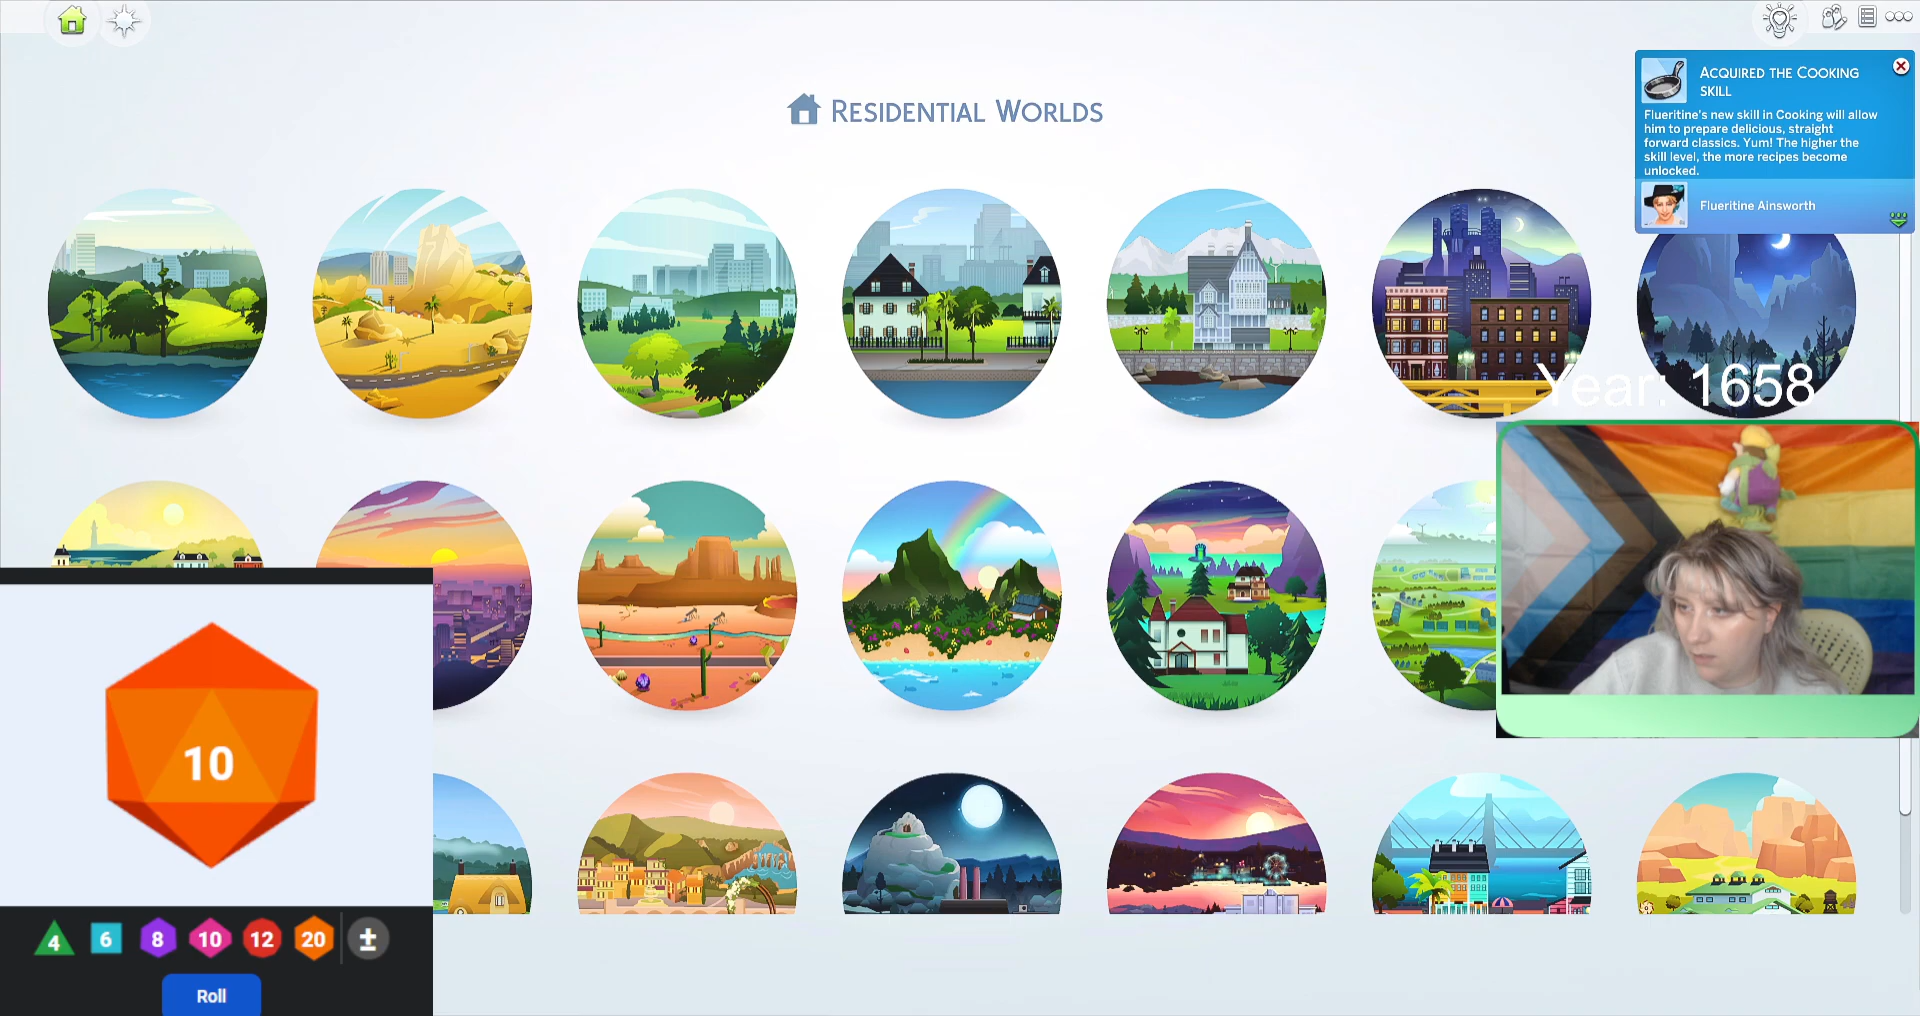 RESIDENTIAL WORLDS
ACQUIRED THE COOKING
SKILL
Flueritine's new skill in Cooking will allow
him to prepare delicious, straight
forward classics. Yum! The higher the
skill level, the more recipes become
unlocked.
Flueritine Ainsworth
Year: 1658
10
4 6 8 10 12 20 ±
Roll